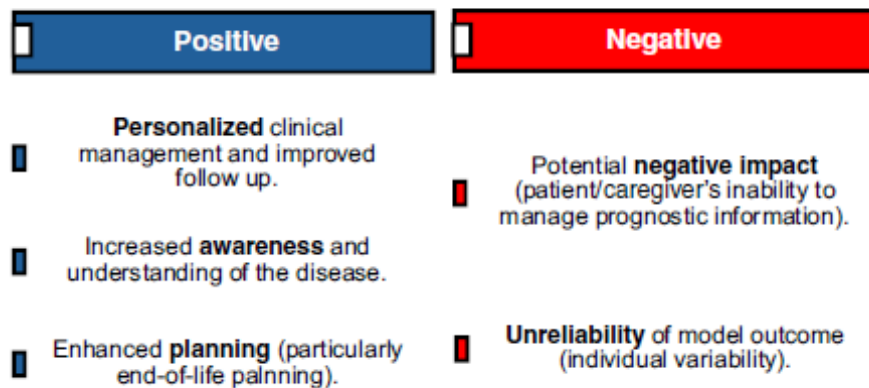 Positive
Personalized clinical
management and improved
follow up.
Increased awareness and
understanding of the disease.
Enhanced planning (particularly
end-of-life palnning).
Negative
Potential negative impact
(patient/caregiver's inability to
manage prognostic information).
Unreliability of model outcome
(individual variability).